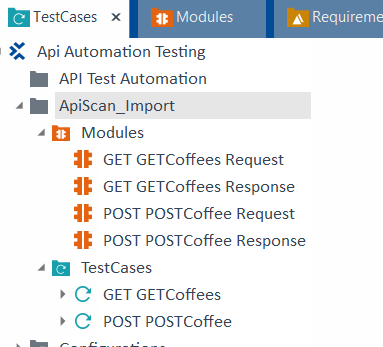 TestCases × Modules Requireme
Api Automation Testing
API Test Automation
ApiScan_Import
Modules
GET GETCoffees Request
GET GETCoffees Response
POST POSTCoffee Request
POST POSTCoffee Response
TestCases
GET GETCoffees
POST POSTCoffee
Configurations